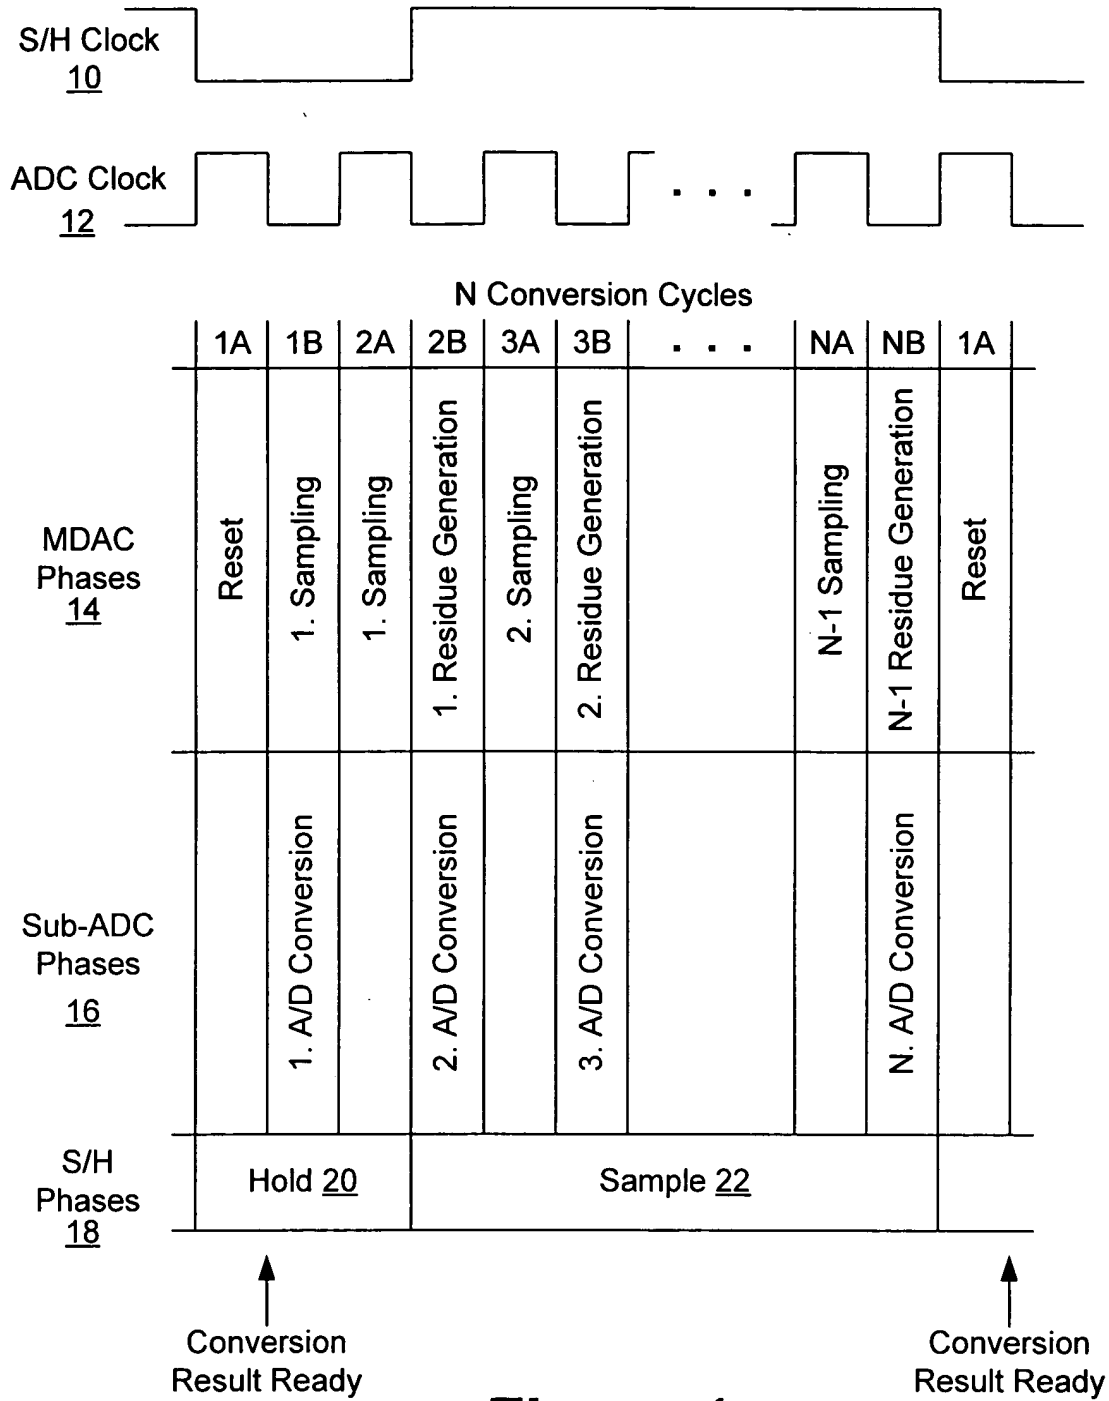 S/H Clock
10
ADC Clock
12
N Conversion Cycles
1A 1B 2A 2B 3A 3B . . . NA NB 1A
MDAC
Phases
14
Reset
1. Sampling
1. Sampling
1. Residue Generation
2. Sampling
2. Residue Generation
N-1 Sampling
N-1 Residue Generation
Reset
Sub-ADC
Phases
16
1. A/D Conversion
2. A/D Conversion
3. A/D Conversion
N. A/D Conversion
S/H
Phases
18
Hold 20
Sample 22
Conversion
Result Ready
Conversion
Result Ready